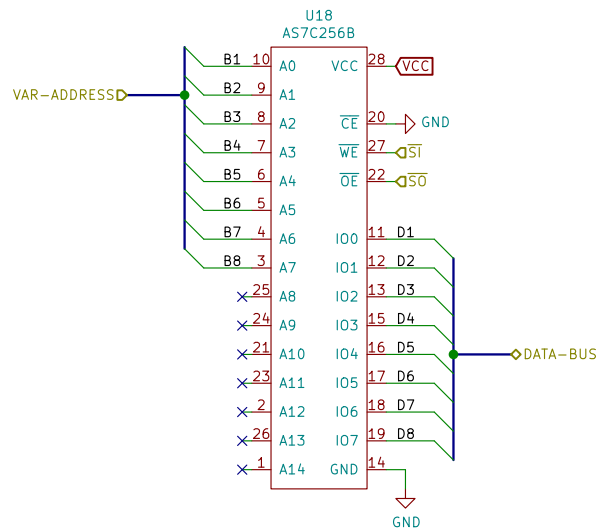 U18
AS7C256B
B1 10 A0 VCC 28 VCC
B2 9 A1
VAR-ADDRESS
B3 8 A2 CE 20 GND
B4 7 A3 WE 27 SI
B5 6 A4 OE 22 SO
B6 5 A5
B7 4 A6 IO0 11 D1
B8 3 A7 IO1 12 D2
25 A8 IO2 13 D3
24 A9 IO3 15 D4
21 A10 IO4 16 D5
DATA-BUS
23 A11 IO5 17 D6
2 A12 IO6 18 D7
26 A13 IO7 19 D8
1 A14 GND 14
GND